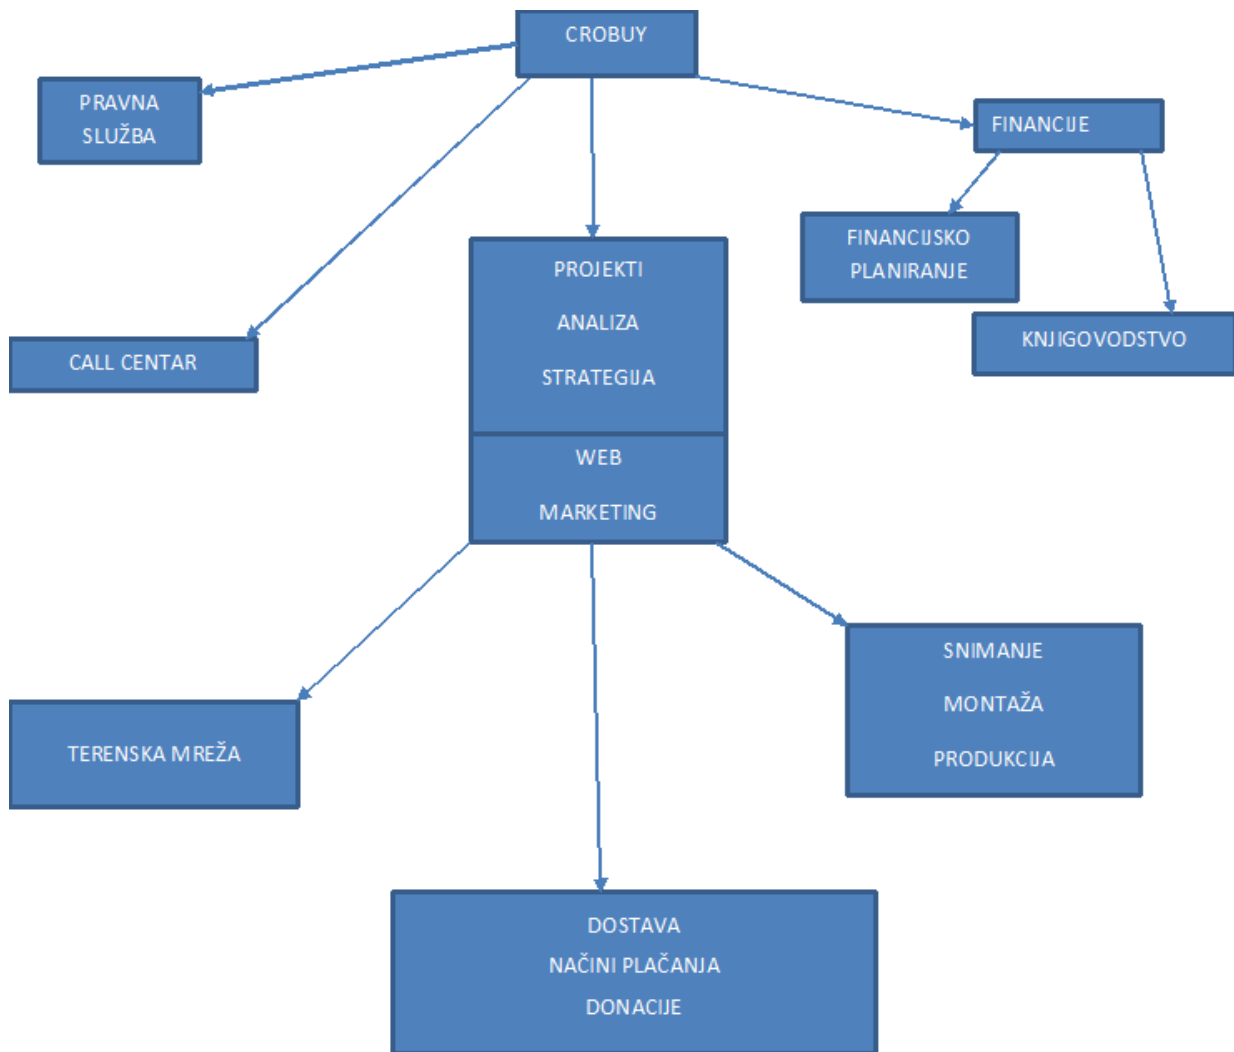 CROBUY
PRAVNA
SLUŽBA
FINANCIJE
FINANCIJSKO
PLANIRANJE
PROJEKTI
ANALIZA
STRATEGIJA
KNJIGOVODSTVO
CALL CENTAR
WEB
MARKETING
SNIMANJE
MONTAŽA
PRODUKCIJA
TERENSKA MREŽA
DOSTAVA
NAČINI PLAČANJA
DONACIJE